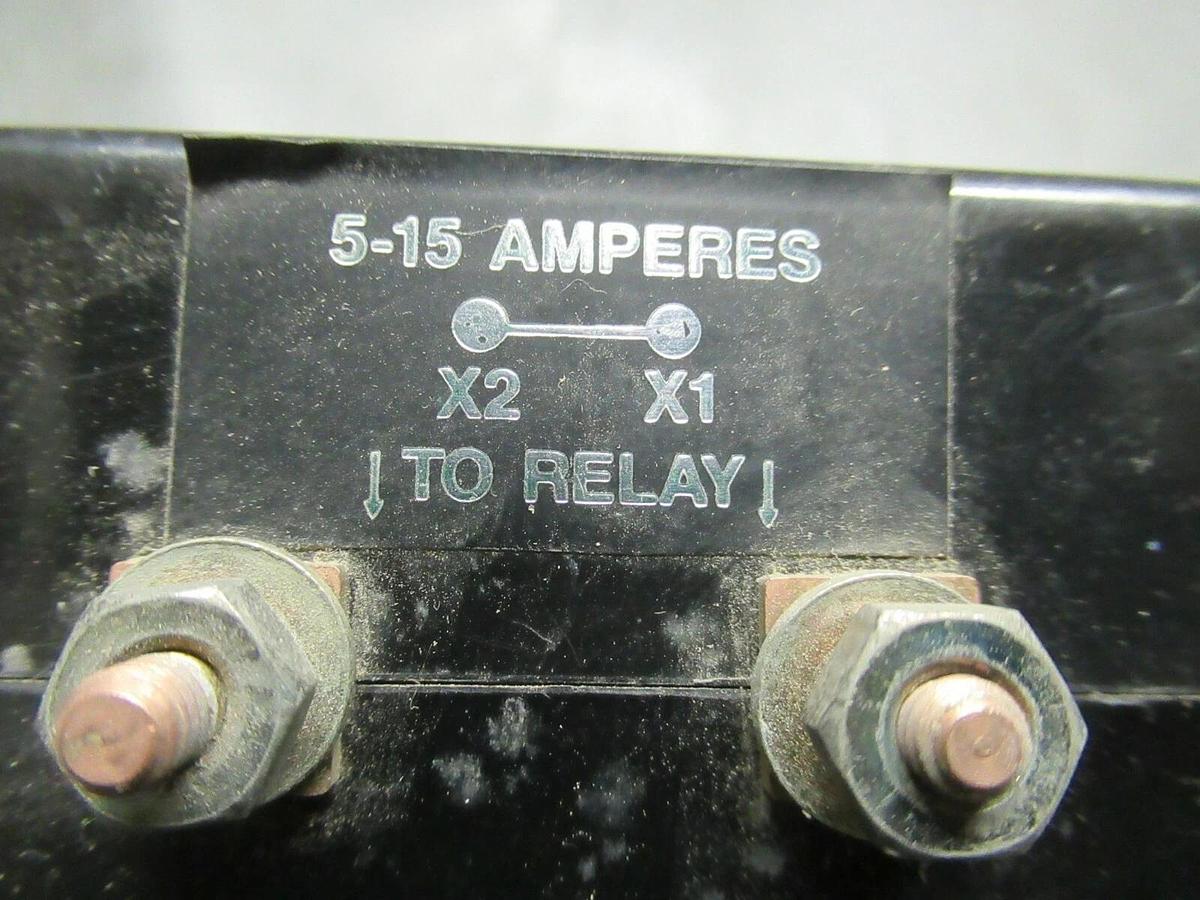 5-15 AMPERES
X2 X1
↓ TO RELAY ↓